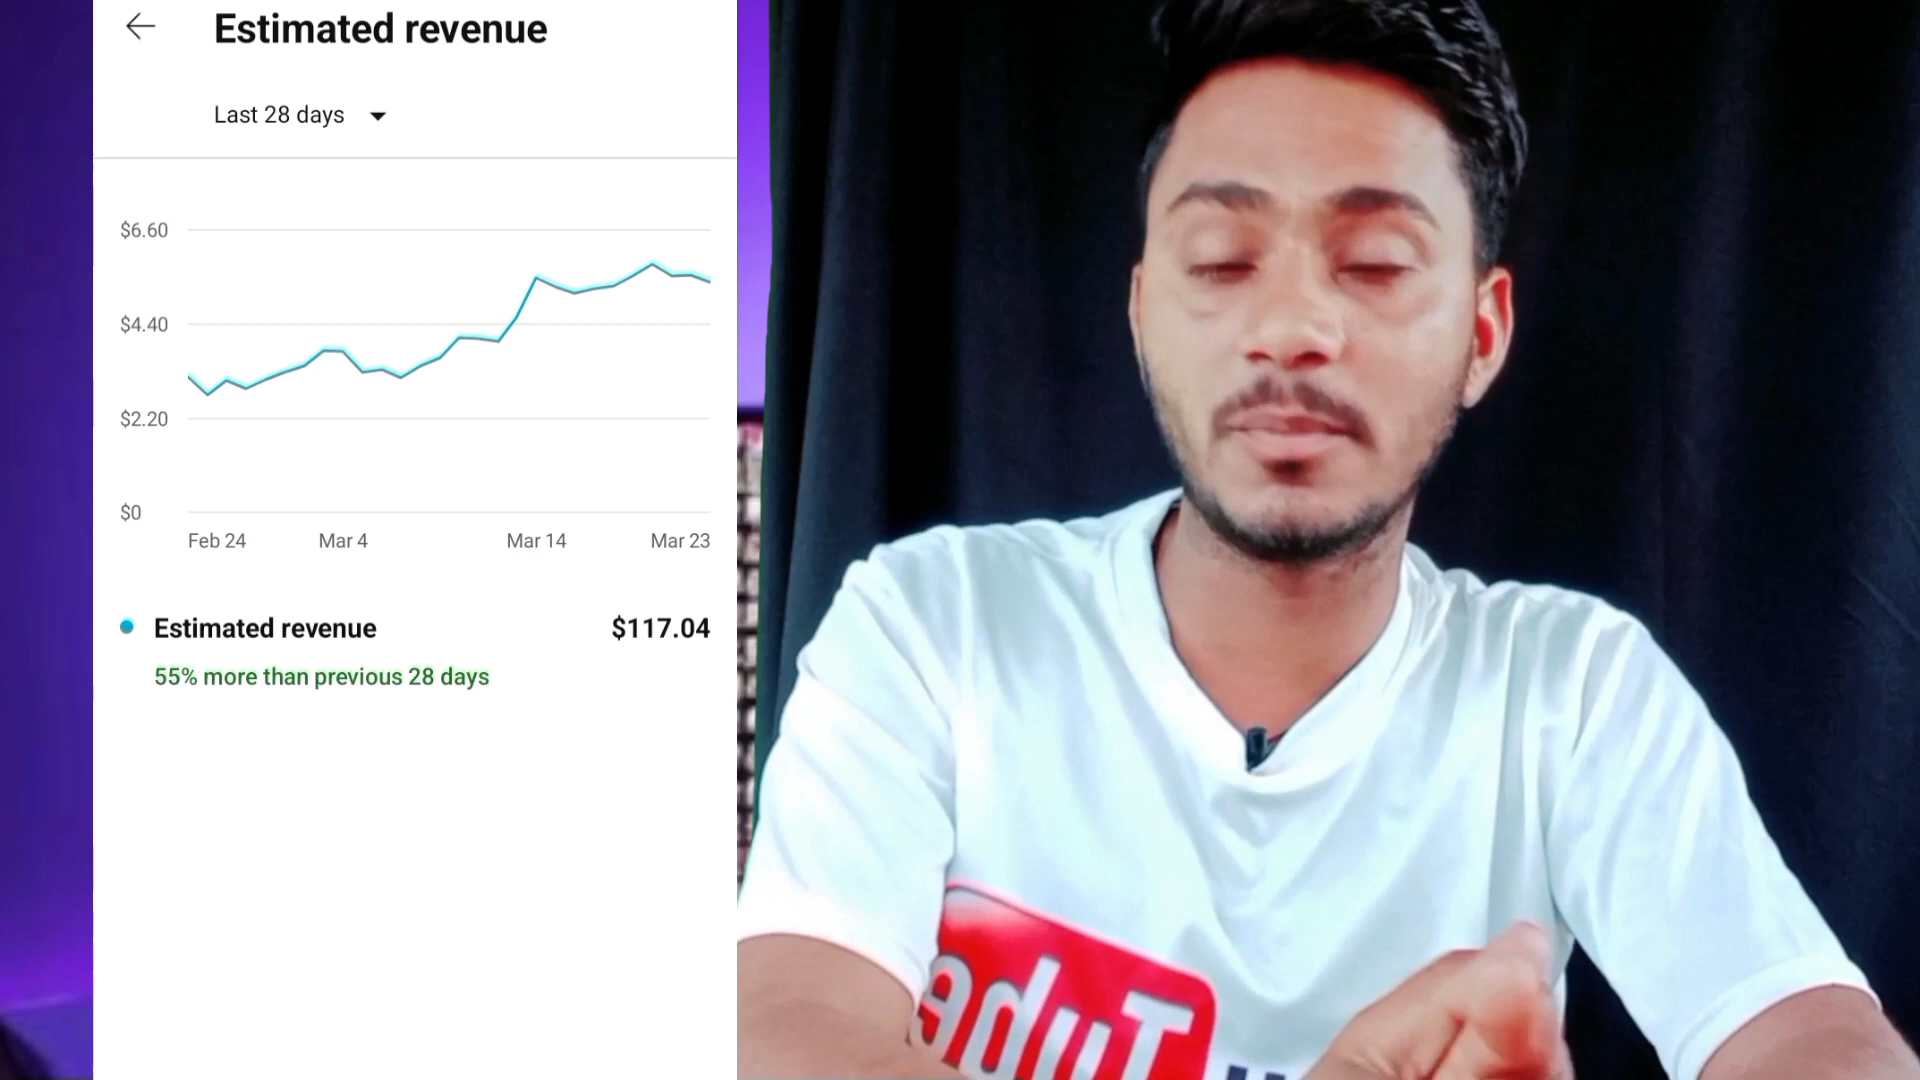 Estimated revenue
Last 28 days
$6.60
$4.40
$2.20
$0
Feb 24 Mar 4 Mar 14 Mar 23
Estimated revenue $117.04
55% more than previous 28 days
Tube